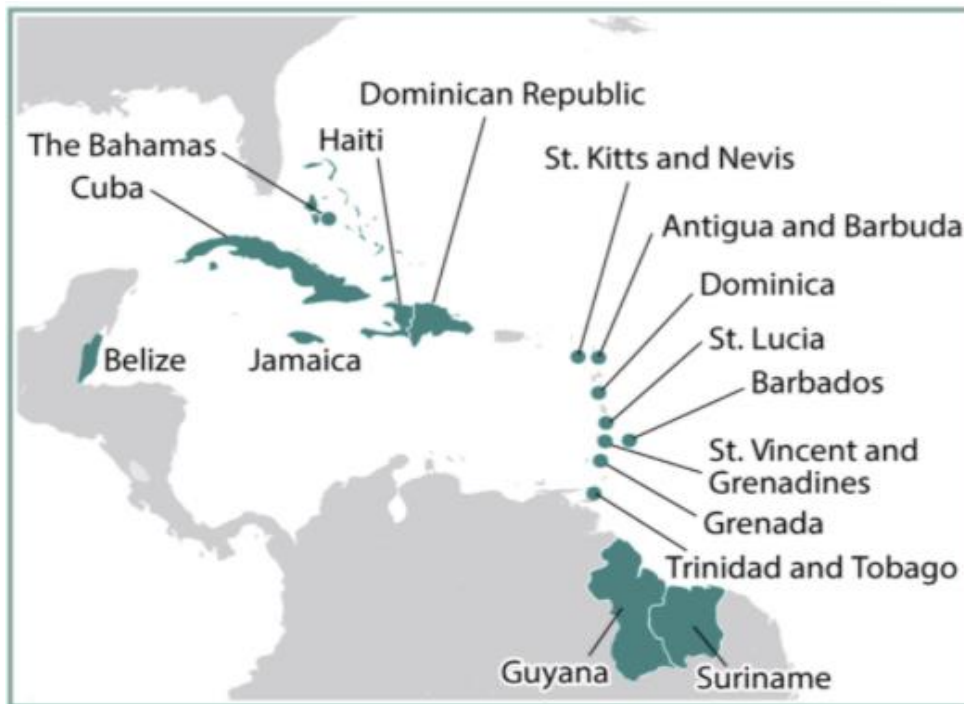 Dominican Republic
The Bahamas
Haiti
St. Kitts and Nevis
Cuba
Antigua and Barbuda
Dominica
St. Lucia
Belize
Jamaica
Barbados
St. Vincent and
Grenadines
Grenada
Trinidad and Tobago
Guyana
Suriname